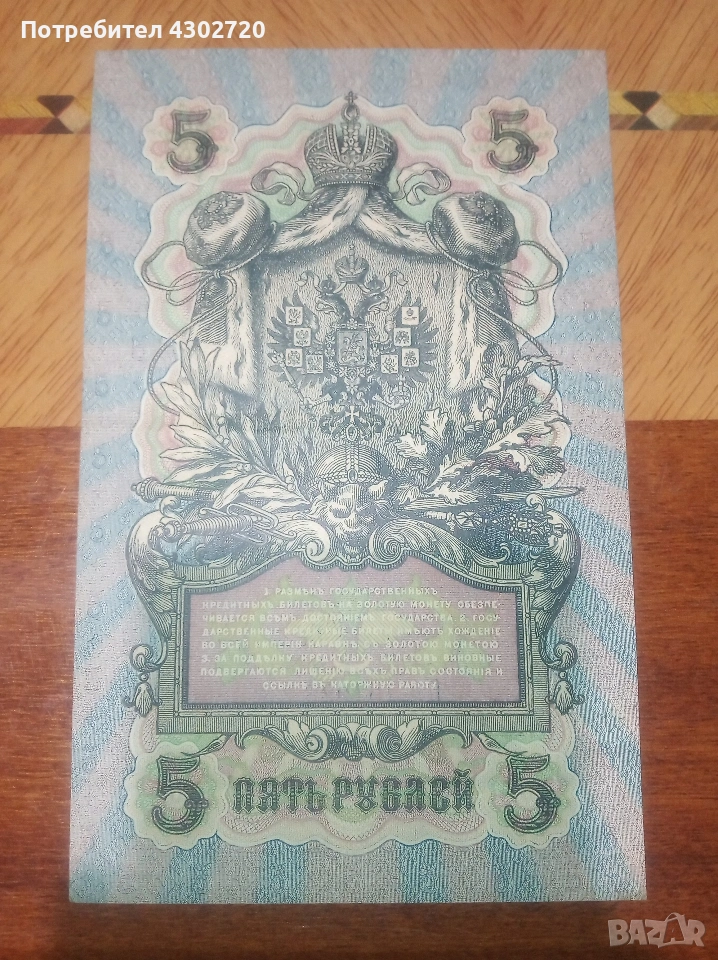 Потребител 4302720
5 5
1. РАЗМѢНЪ ГОСУДАРСТВЕННЫХЪ
КРЕДИТНЫХЪ БИЛЕТОВЪ НА ЗОЛОТУЮ МОНЕТУ ОБЕЗПЕ-
ЧИВАЕТСЯ ВСѢМЪ ДОСТОЯНІЕМЪ ГОСУДАРСТВА 2. ГОСУ-
ДАРСТВЕННЫЕ КРЕДИТНЫЕ БИЛЕТЫ ИМѢЮТЪ ХОЖДЕНІЕ
ВО ВСЕЙ ИМПЕРІИ НАРАВНѢ СЪ ЗОЛОТОЮ МОНЕТОЮ
3. ЗА ПОДДѢЛКУ КРЕДИТНЫХЪ БИЛЕТОВЪ ВИНОВНЫЕ
ПОДВЕРГАЮТСЯ ЛИШЕНІЮ ВСѢХЪ ПРАВЪ СОСТОЯНІЯ И
ССЫЛКѢ ВЪ КАТОРЖНУЮ РАБОТУ
5 ПЯТЬ РУБЛЕЙ 5
BAZAR